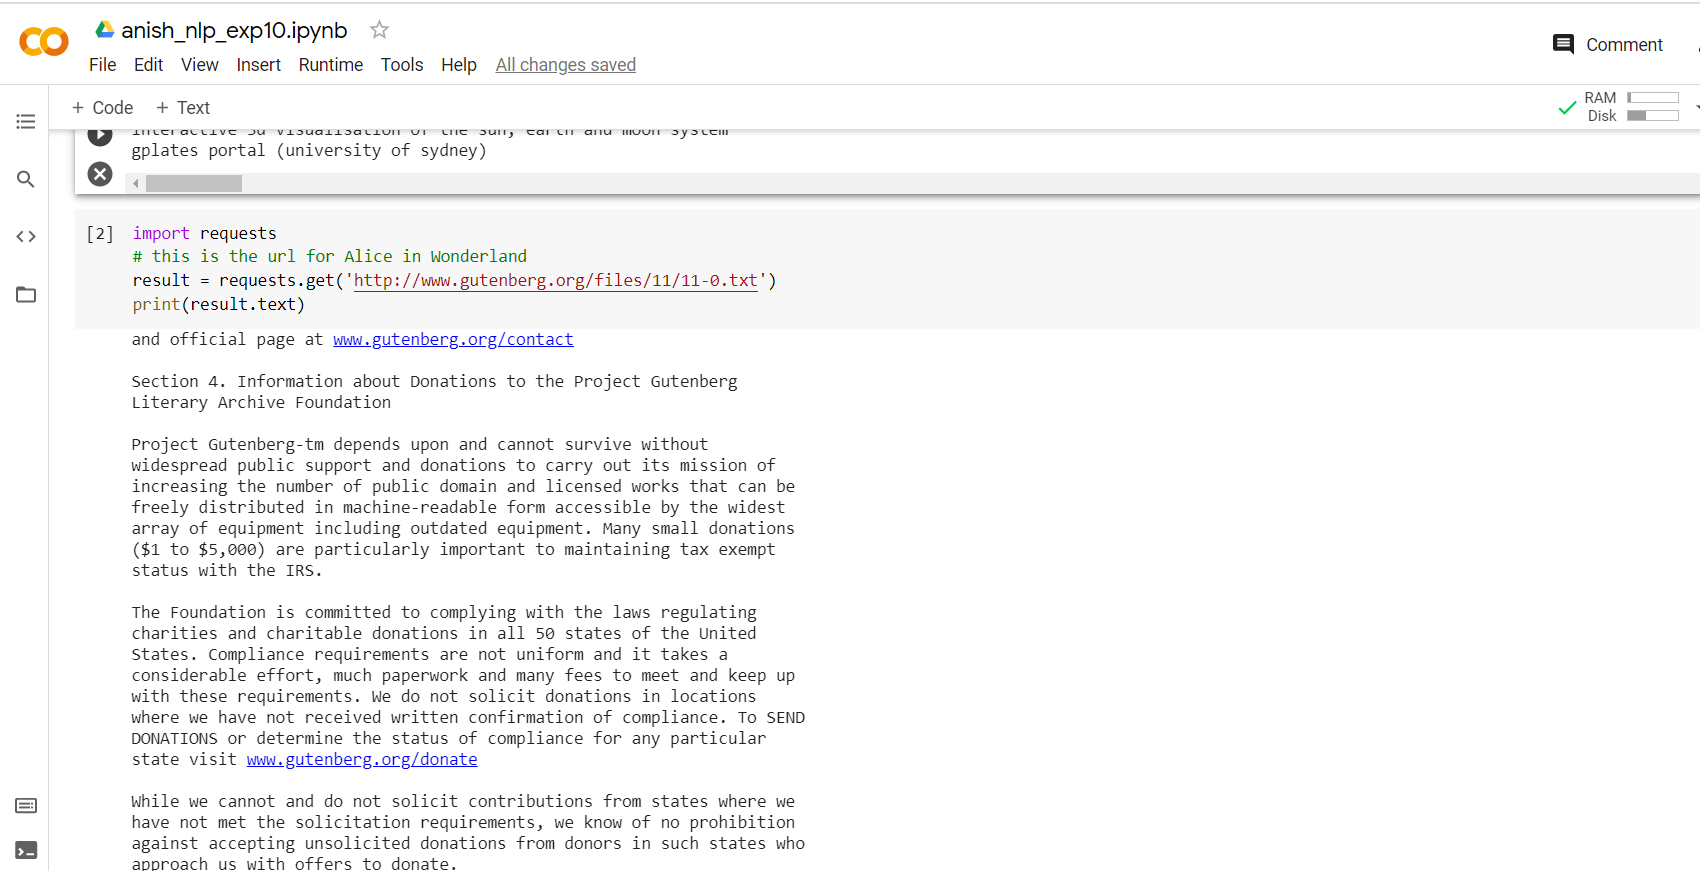 anish_nlp_exp10.ipynb
Comment
File Edit View Insert Runtime Tools Help All changes saved
+ Code + Text
RAM
Disk
interactive 3d visualisation of the sun, earth and moon system
gplates portal (university of sydney)
[2] import requests
# this is the url for Alice in Wonderland
result = requests.get('http://www.gutenberg.org/files/11/11-0.txt')
print(result.text)
and official page at www.gutenberg.org/contact
Section 4. Information about Donations to the Project Gutenberg
Literary Archive Foundation
Project Gutenberg-tm depends upon and cannot survive without
widespread public support and donations to carry out its mission of
increasing the number of public domain and licensed works that can be
freely distributed in machine-readable form accessible by the widest
array of equipment including outdated equipment. Many small donations
($1 to $5,000) are particularly important to maintaining tax exempt
status with the IRS.
The Foundation is committed to complying with the laws regulating
charities and charitable donations in all 50 states of the United
States. Compliance requirements are not uniform and it takes a
considerable effort, much paperwork and many fees to meet and keep up
with these requirements. We do not solicit donations in locations
where we have not received written confirmation of compliance. To SEND
DONATIONS or determine the status of compliance for any particular
state visit www.gutenberg.org/donate
While we cannot and do not solicit contributions from states where we
have not met the solicitation requirements, we know of no prohibition
against accepting unsolicited donations from donors in such states who
approach us with offers to donate.